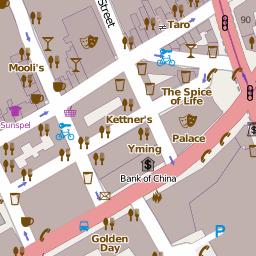 Street
Taro
90
Mooli's
The Spice
of Life
Sunspel
Kettner's
Palace
Yming
Bank of China
Golden
Day
P